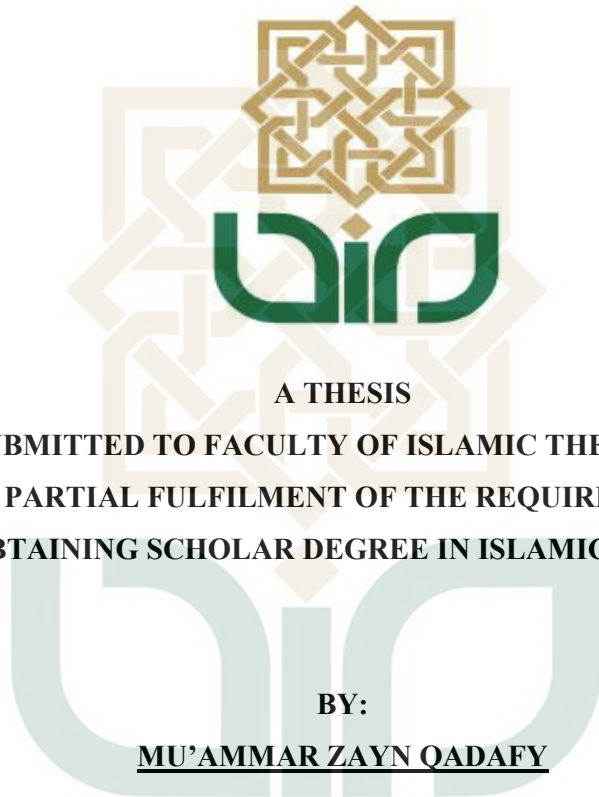 A THESIS
UBMITTED TO FACULTY OF ISLAMIC THE
PARTIAL FULFILMENT OF THE REQUIR
BTAINING SCHOLAR DEGREE IN ISLAMIC
BY:
MU’AMMAR ZAYN QADAFY